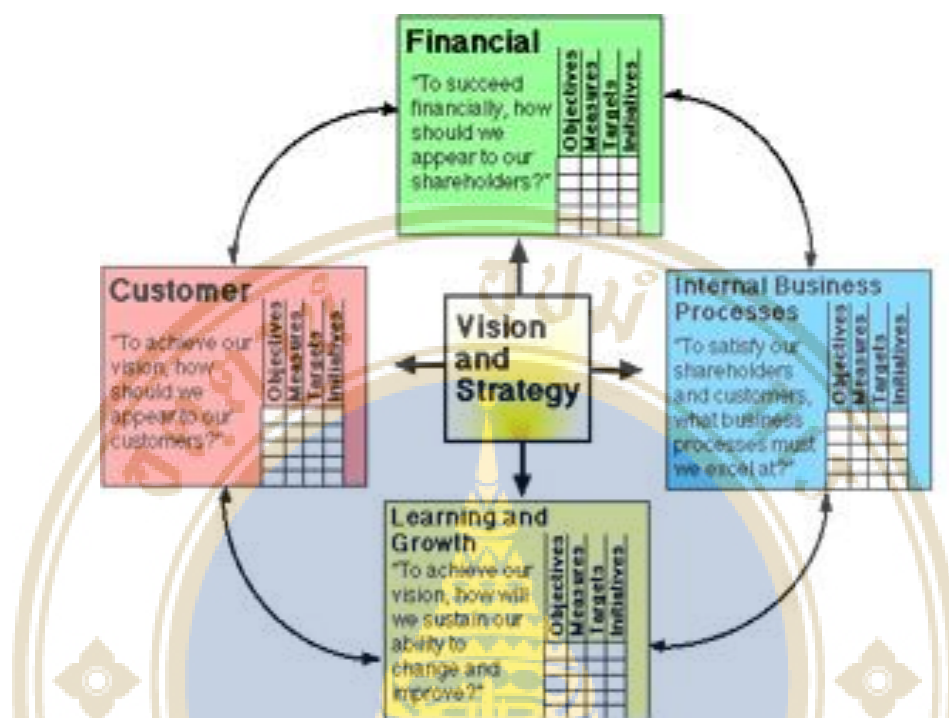 Financial
"To succeed
financially, how
should we
appear to our
shareholders?"
Objectives
Measures
Targets
Initiatives
Customer
"To achieve our
vision, how
should we
appear to our
customers?"
Objectives
Measures
Targets
Initiatives
Vision
and
Strategy
Internal Business
Processes
"To satisfy our
shareholders
and customers,
what business
processes must
we excel at?"
Objectives
Measures
Targets
Initiatives
Learning and
Growth
"To achieve our
vision, how will
we sustain our
ability to
change and
improve?"
Objectives
Measures
Targets
Initiatives